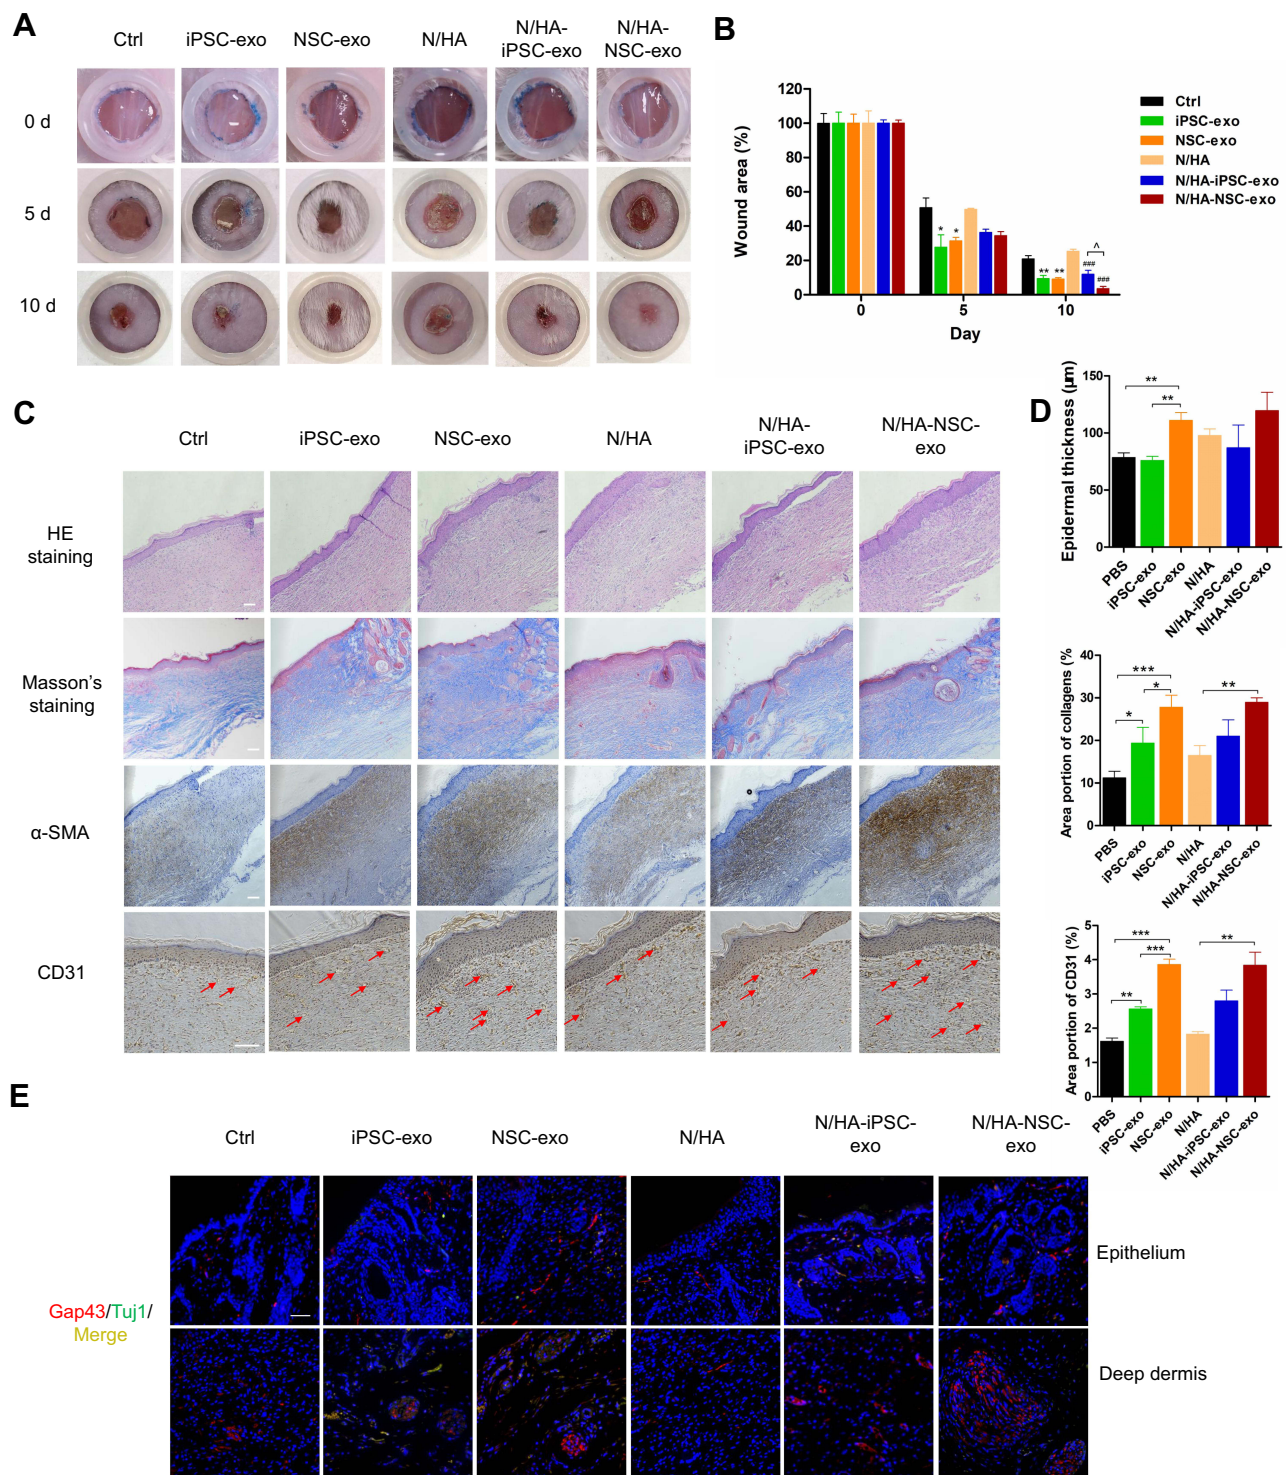 A
Ctrl
iPSC-exo
NSC-exo
N/HA
N/HA-
iPSC-exo
N/HA-
NSC-exo
0 d
5 d
10 d
B
Wound area (%)
120
100
80
60
40
20
0
* *
** **
###
^
###
0
5
10
Day
Ctrl
iPSC-exo
NSC-exo
N/HA
N/HA-iPSC-exo
N/HA-NSC-exo
C
Ctrl
iPSC-exo
NSC-exo
N/HA
N/HA-
iPSC-exo
N/HA-NSC-
exo
HE
staining
Masson's
staining
α-SMA
CD31
D
Epidermal thickness (μm)
150
100
50
0
**
**
PBS
iPSC-exo
NSC-exo
N/HA
N/HA-iPSC-exo
N/HA-NSC-exo
Area portion of collagens (%
40
30
20
10
0
***
*
*
**
PBS
iPSC-exo
NSC-exo
N/HA
N/HA-iPSC-exo
N/HA-NSC-exo
Area portion of CD31 (%)
5
4
3
2
1
0
***
***
**
**
PBS
iPSC-exo
NSC-exo
N/HA
N/HA-iPSC-exo
N/HA-NSC-exo
E
Ctrl
iPSC-exo
NSC-exo
N/HA
N/HA-iPSC-
exo
N/HA-NSC-
exo
Gap43/Tuj1/
Merge
Epithelium
Deep dermis